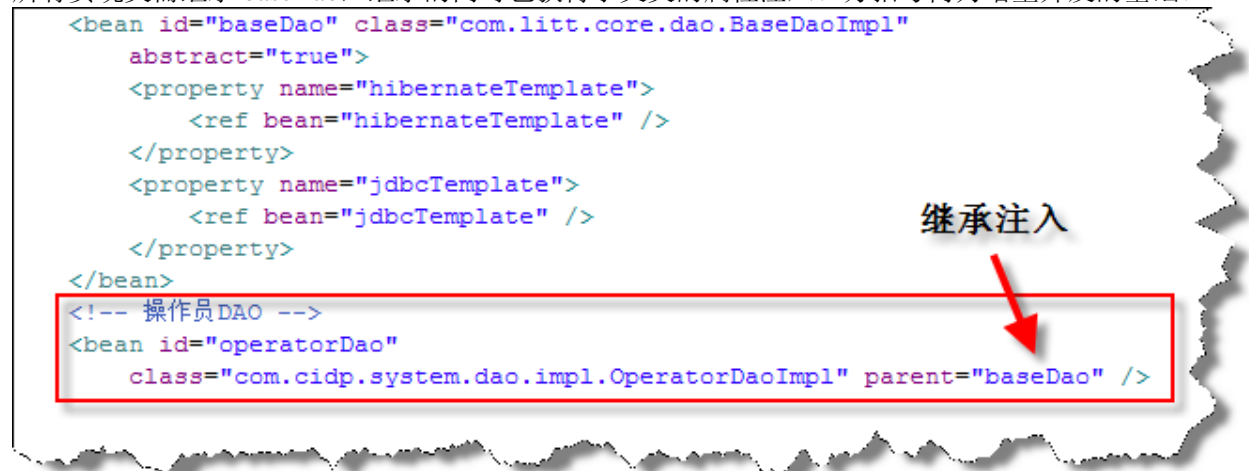 <bean id="baseDao" class="com.litt.core.dao.BaseDaoImpl"
abstract="true">
<property name="hibernateTemplate">
<ref bean="hibernateTemplate" />
</property>
<property name="jdbcTemplate">
<ref bean="jdbcTemplate" />
</property>
</bean>
继承注入
<!-- 操作员DAO -->
<bean id="operatorDao"
class="com.cidp.system.dao.impl.OperatorDaoImpl" parent="baseDao" />